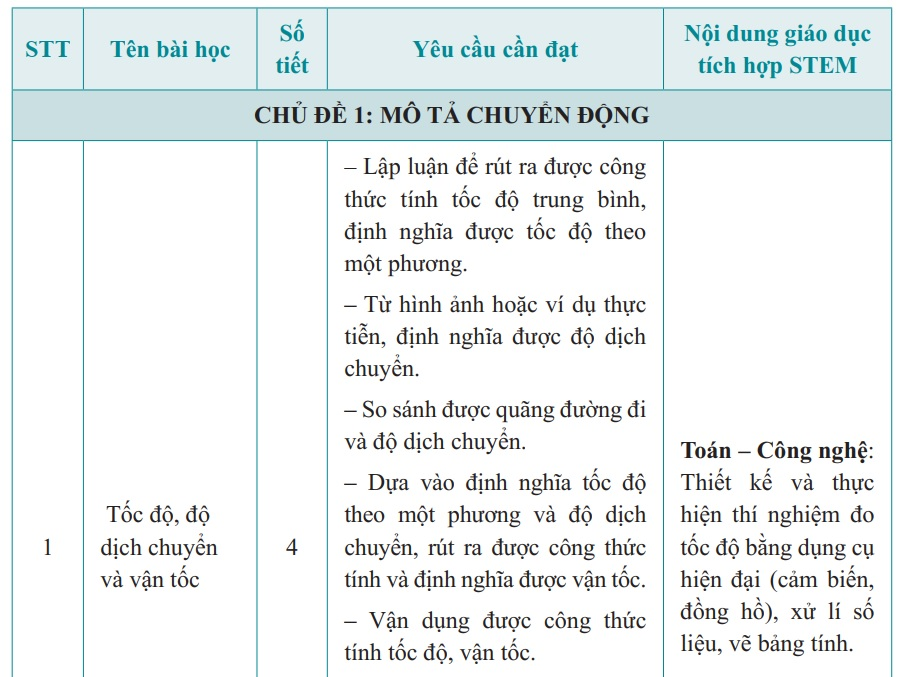 STT
Tên bài học
Số
tiết
Yêu cầu cần đạt
Nội dung giáo dục
tích hợp STEM
CHỦ ĐỀ 1: MÔ TẢ CHUYỂN ĐỘNG
1
Tốc độ, độ
dịch chuyển
và vận tốc
4
– Lập luận để rút ra được công
thức tính tốc độ trung bình,
định nghĩa được tốc độ theo
một phương.
– Từ hình ảnh hoặc ví dụ thực
tiễn, định nghĩa được độ dịch
chuyển.
– So sánh được quãng đường đi
và độ dịch chuyển.
– Dựa vào định nghĩa tốc độ
theo một phương và độ dịch
chuyển, rút ra được công thức
tính và định nghĩa được vận tốc.
– Vận dụng được công thức
tính tốc độ, vận tốc.
Toán – Công nghệ:
Thiết kế và thực
hiện thí nghiệm đo
tốc độ bằng dụng cụ
hiện đại (cảm biến,
đồng hồ), xử lí số
liệu, vẽ bảng tính.